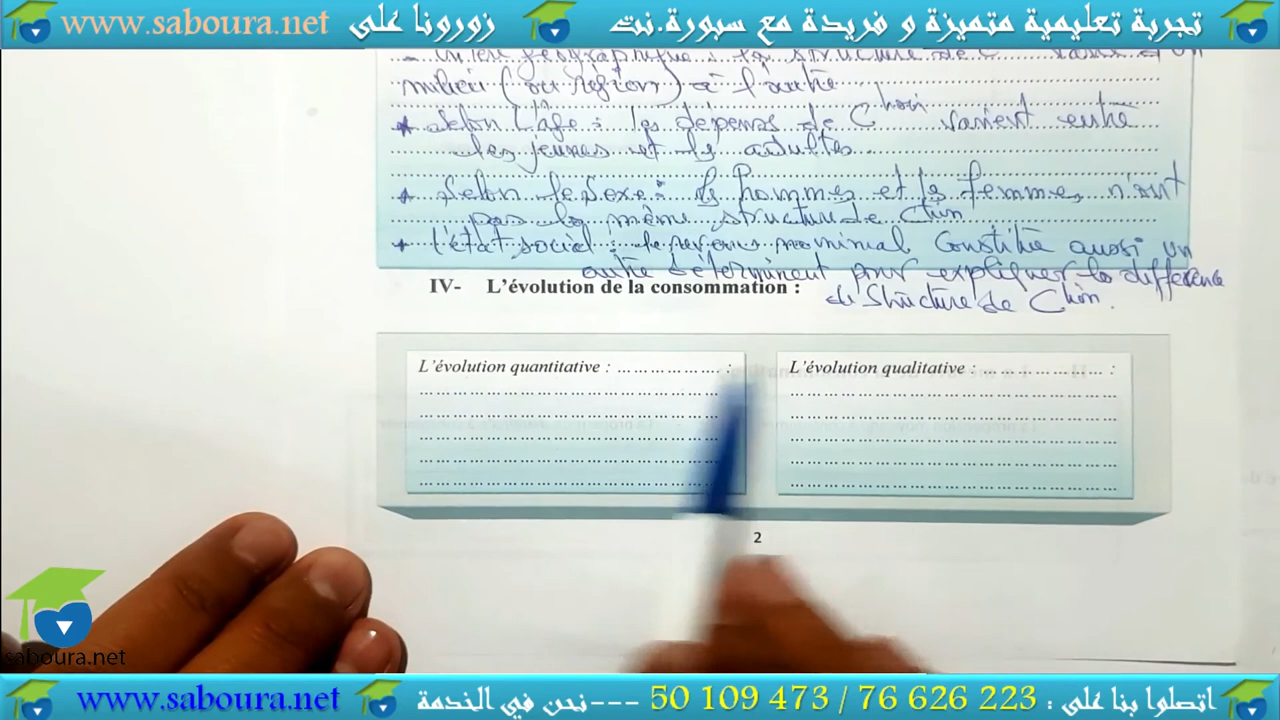 www.saboura.net زورونا على تجربة تعليمية متميزة و فريدة مع سبورة.نت
milieu (ou région) à l'autre
* Selon l'âge : les dépenses de C tion varient entre
les jeunes et les adultes.
* Selon le sexe : les hommes et les femmes n'ont
pas la même structure de C tion
* l'état social : le revenu nominal constitue aussi un
autre déterminent pour expliquer la différence
de structure de C tion.
IV- L'évolution de la consommation :
L'évolution quantitative : ……………… :
L'évolution qualitative : ………………… :
2
saboura.net
www.saboura.net اتصلوا بنا على : 223 626 76 / 473 109 50 ---نحن في الخدمة